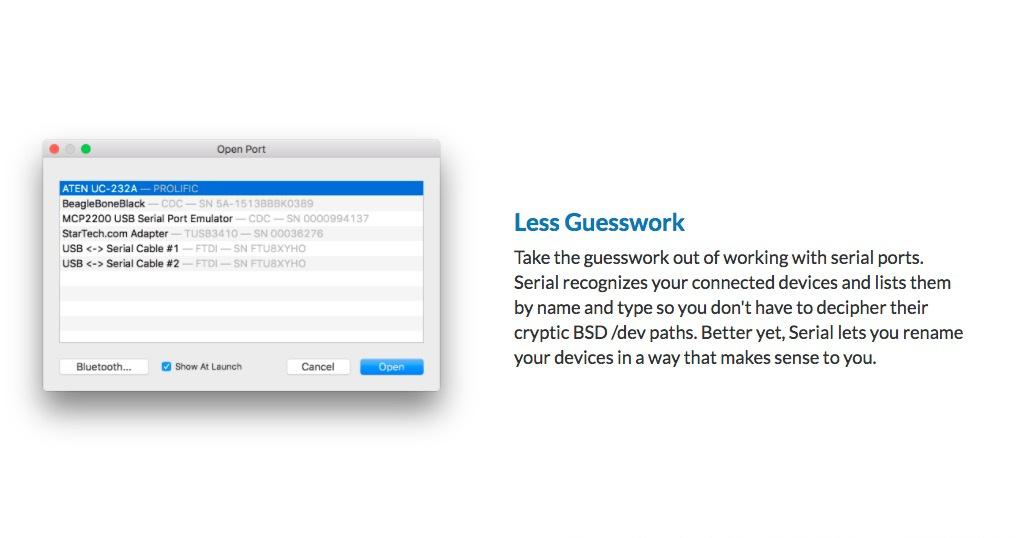 Open Port
ATEN UC-232A — PROLIFIC
BeagleBoneBlack — CDC — SN 5A-1513BBBK0389
MCP2200 USB Serial Port Emulator — CDC — SN 0000994137
StarTech.com Adapter — TUSB3410 — SN 00036276
USB <-> Serial Cable #1 — FTDI — SN FTU8XYHO
USB <-> Serial Cable #2 — FTDI — SN FTU8XYHO
Bluetooth... Show At Launch Cancel Open
Less Guesswork
Take the guesswork out of working with serial ports.
Serial recognizes your connected devices and lists them
by name and type so you don't have to decipher their
cryptic BSD /dev paths. Better yet, Serial lets you rename
your devices in a way that makes sense to you.